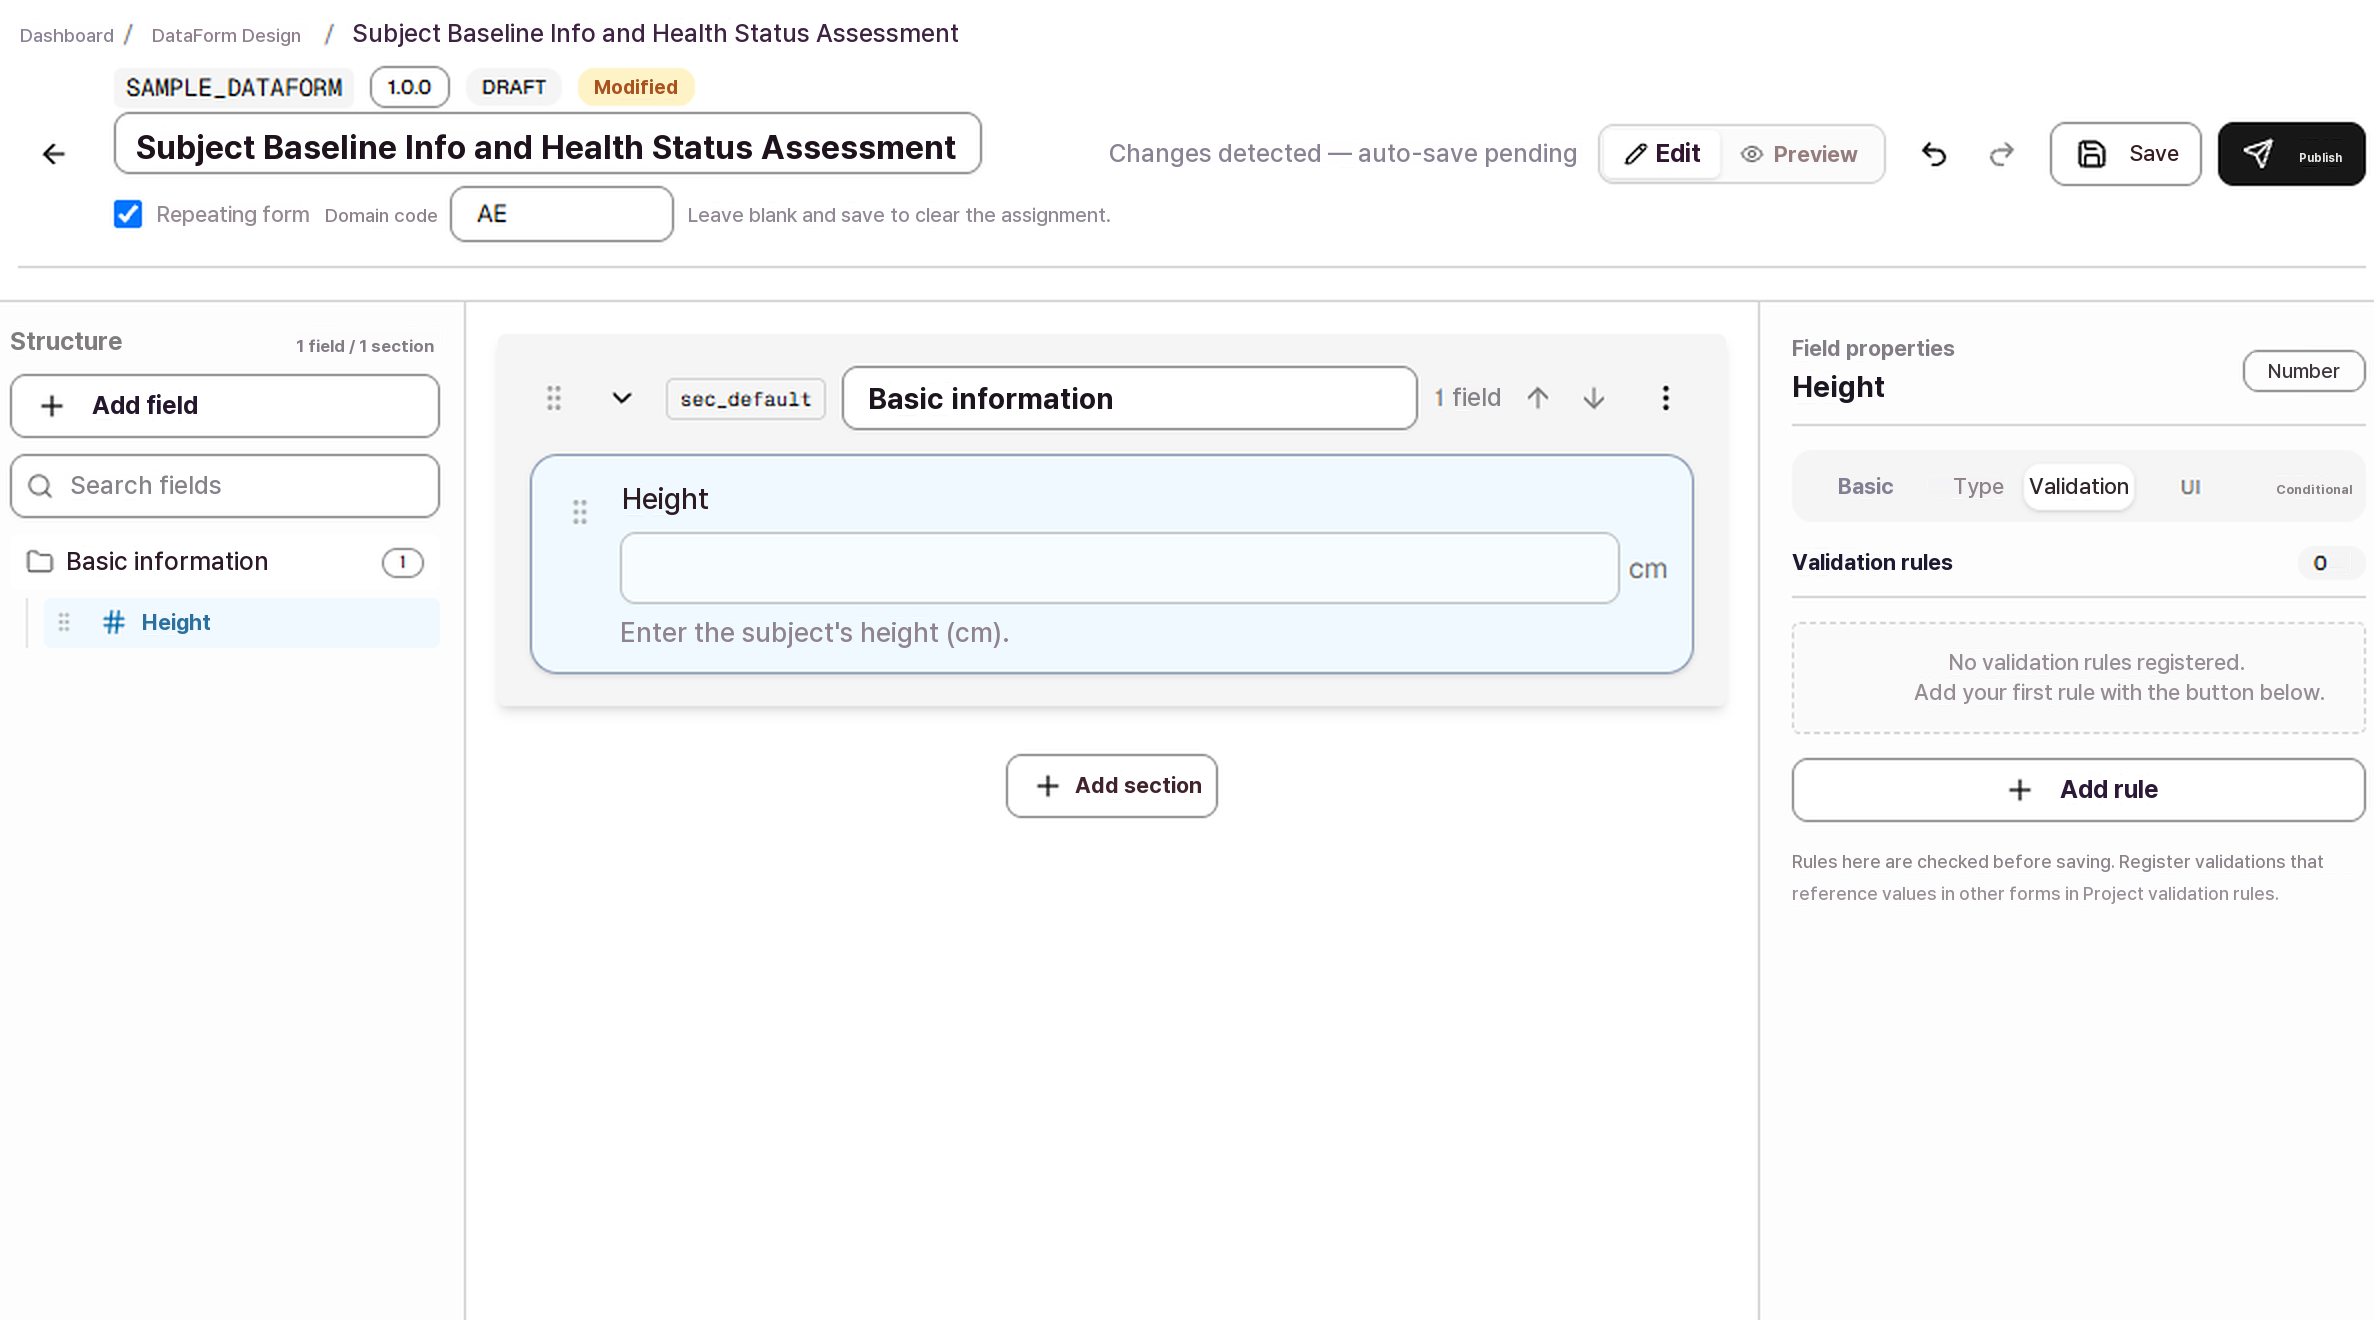 Dashboard / DataForm Design / Subject Baseline Info and Health Status Assessment
SAMPLE_DATAFORM 1.0.0 DRAFT Modified
Subject Baseline Info and Health Status Assessment
Changes detected — auto-save pending
Edit
Preview
Save
Publish
Repeating form Domain code AE Leave blank and save to clear the assignment.
Structure
1 field / 1 section
Add field
Search fields
Basic information 1
Height
sec_default
Basic information
1 field
Height
cm
Enter the subject's height (cm).
Add section
Field properties
Height
Number
Basic Type Validation UI Conditional
Validation rules 0
No validation rules registered.
Add your first rule with the button below.
Add rule
Rules here are checked before saving. Register validations that
reference values in other forms in Project validation rules.